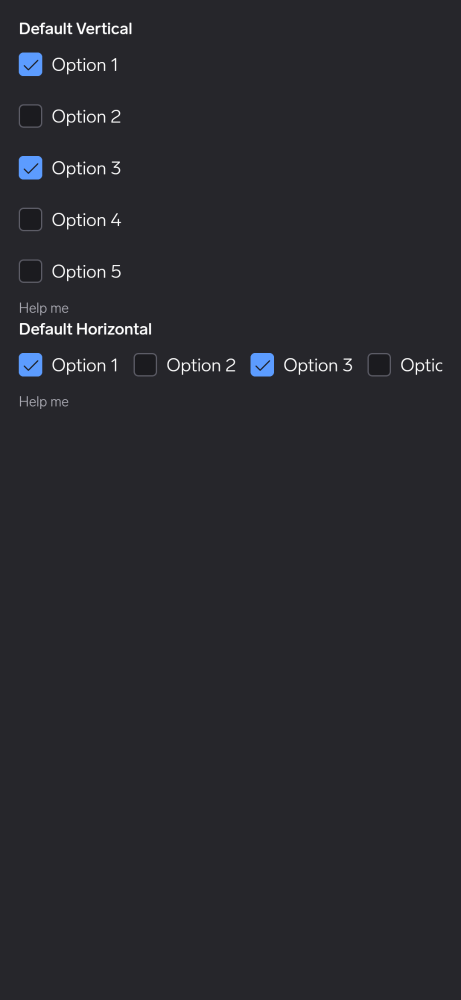 Default Vertical
Option 1
Option 2
Option 3
Option 4
Option 5
Help me
Default Horizontal
Option 1 Option 2 Option 3 Optic
Help me